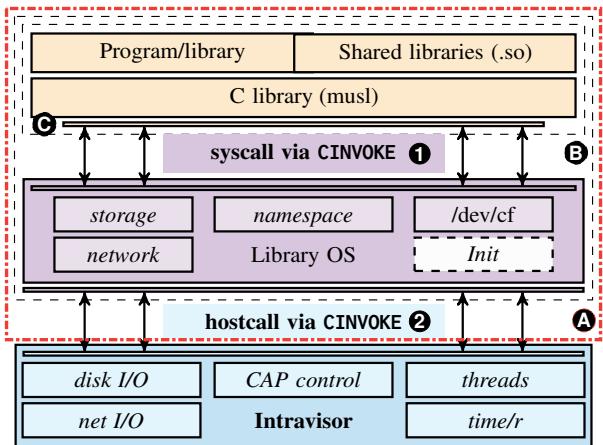 Program/library Shared libraries (.so)
C library (musl)
C
syscall via CINVOKE 1 B
storage namespace /dev/cf
network Library OS Init
hostcall via CINVOKE 2 A
disk I/O CAP control threads
net I/O Intravisor time/r